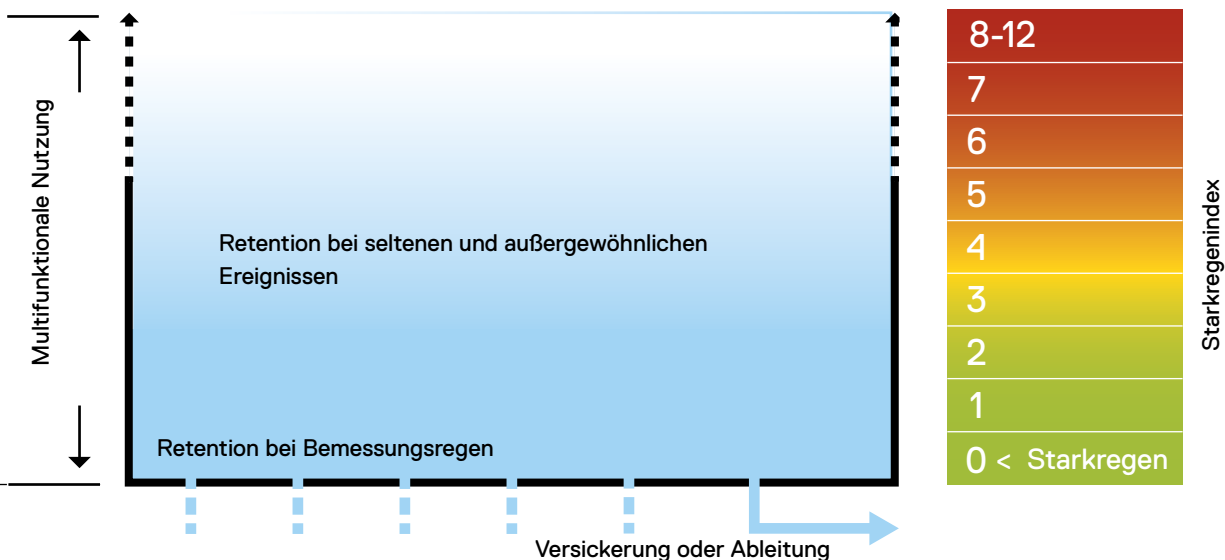 Multifunktionale Nutzung
Retention bei seltenen und außergewöhnlichen
Ereignissen
Retention bei Bemessungsregen
Versickerung oder Ableitung
8-12
7
6
5
4
3
2
1
0 < Starkregen
Starkregenindex